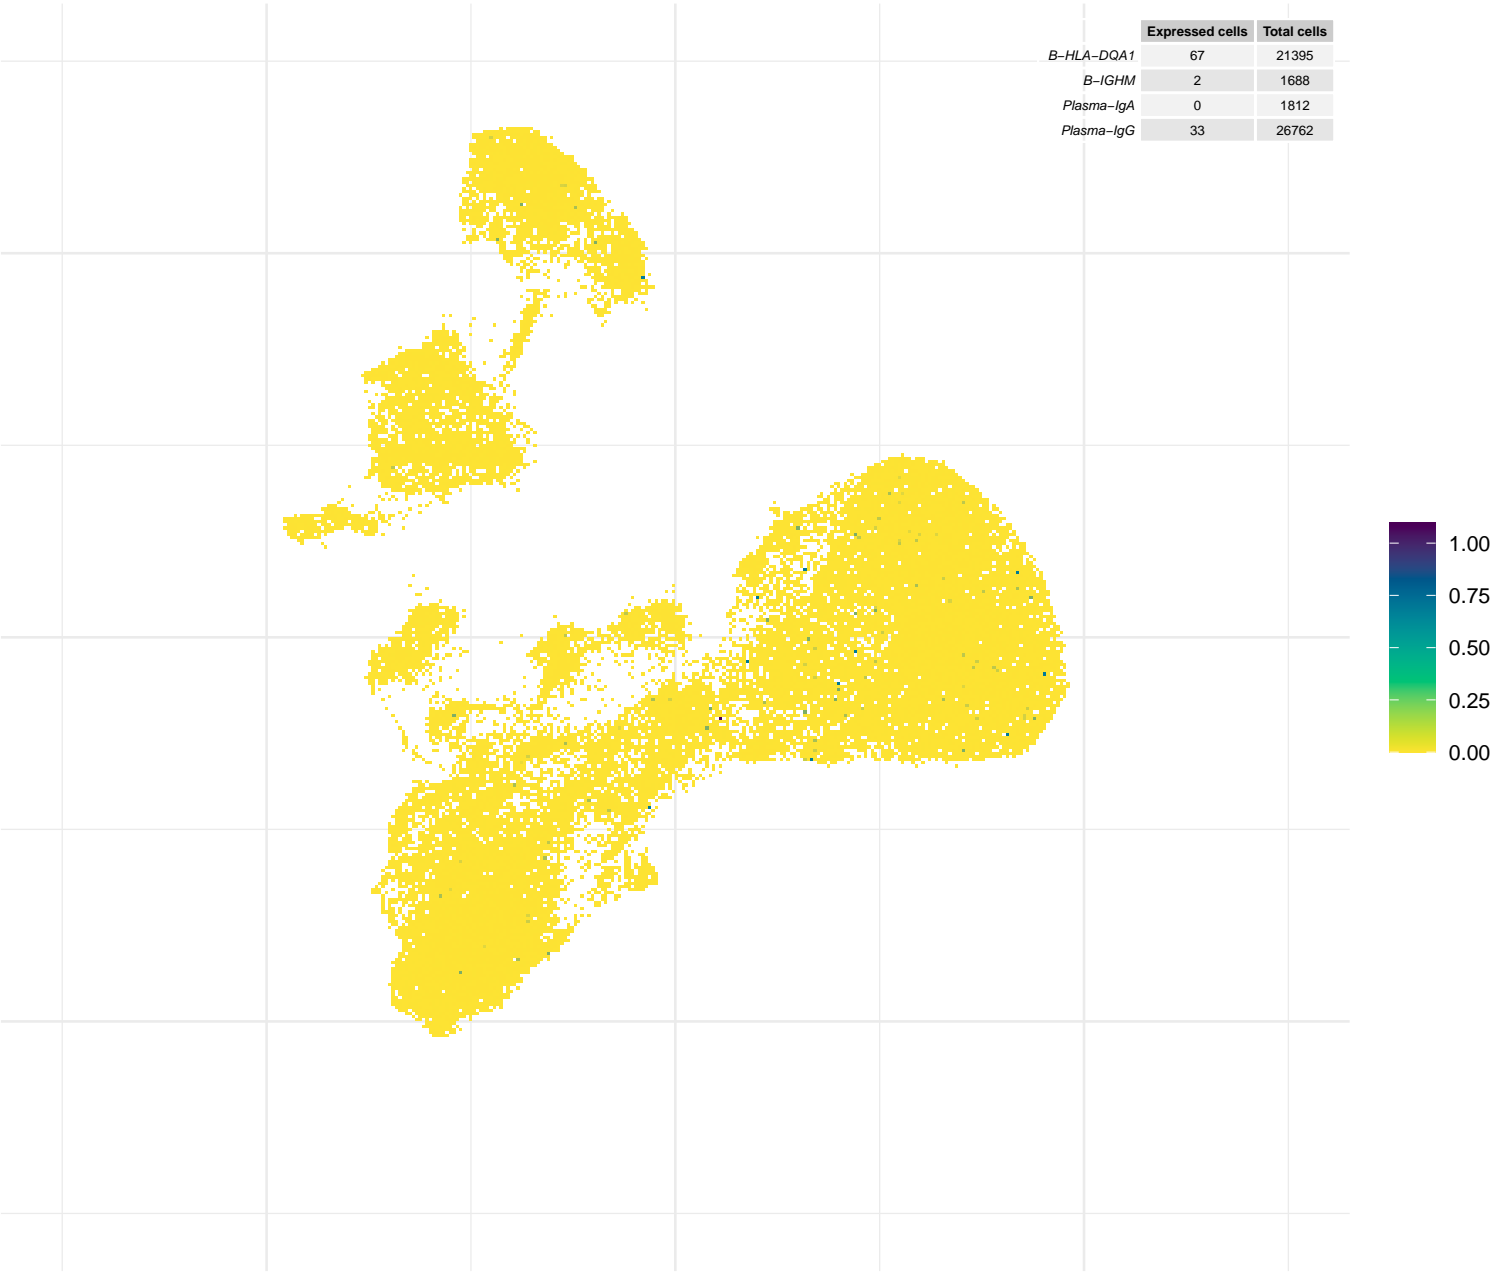 Expressed cells Total cells
B−HLA−DQA1 67 21395
B−IGHM 2 1688
Plasma−IgA 0 1812
Plasma−IgG 33 26762
1.00
0.75
0.50
0.25
0.00